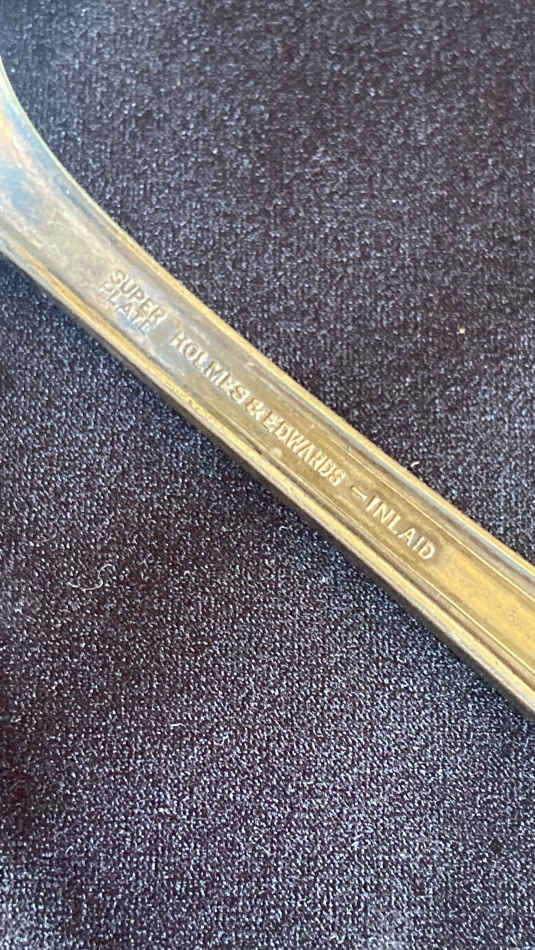 SUPER
PLATE
HOLMES & EDWARDS – INLAID